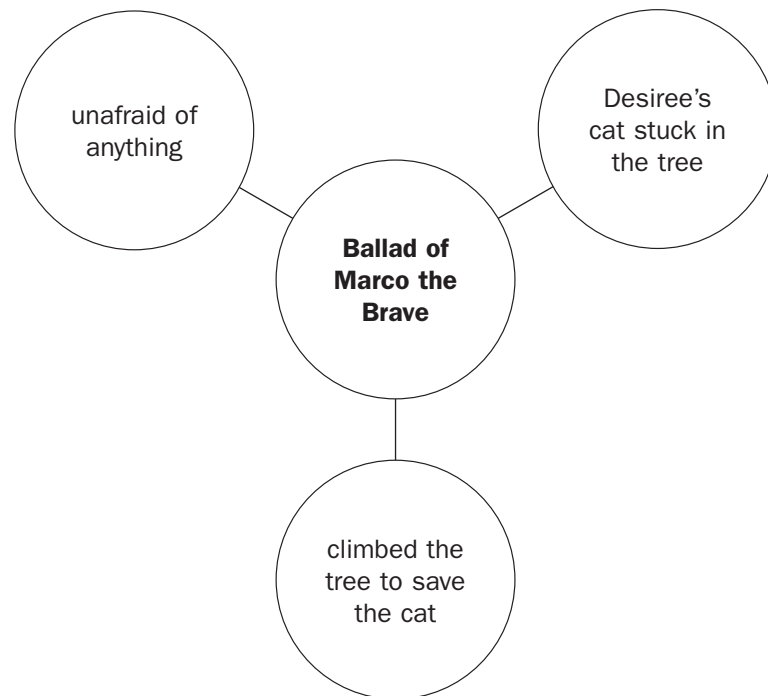 unafraid of
anything
Desiree’s
cat stuck in
the tree
Ballad of
Marco the
Brave
climbed the
tree to save
the cat